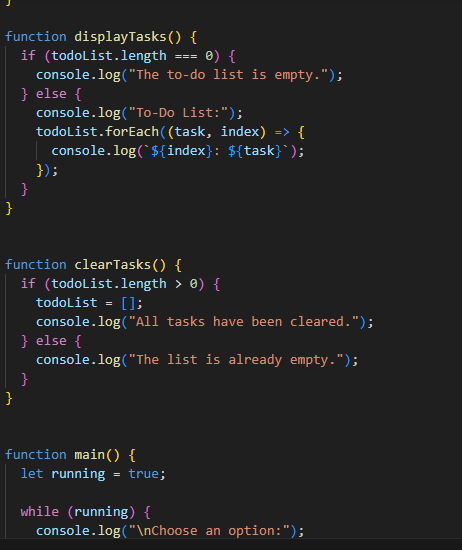 }
function displayTasks() {
  if (todoList.length === 0) {
    console.log("The to-do list is empty.");
  } else {
    console.log("To-Do List:");
    todoList.forEach((task, index) => {
      console.log(`${index}: ${task}`);
    });
  }
}
function clearTasks() {
  if (todoList.length > 0) {
    todoList = [];
    console.log("All tasks have been cleared.");
  } else {
    console.log("The list is already empty.");
  }
}
function main() {
  let running = true;
  while (running) {
    console.log("\nChoose an option:");